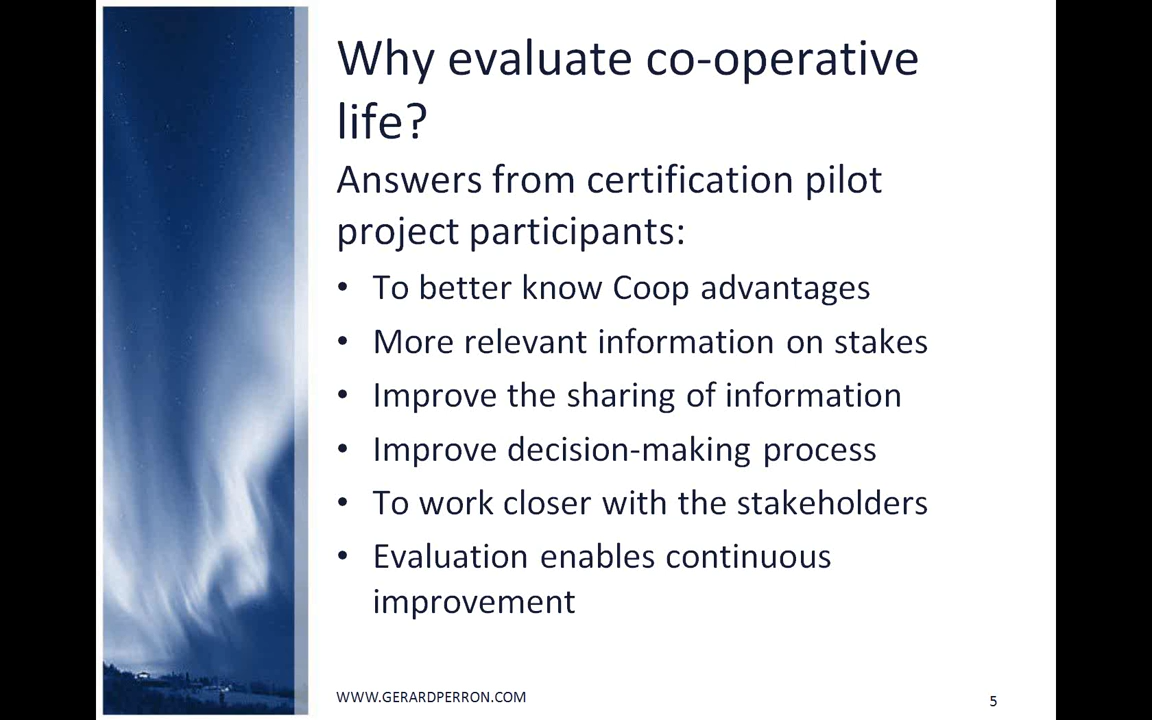 Why evaluate co-operative
life?
Answers from certification pilot
project participants:
• To better know Coop advantages
• More relevant information on stakes
• Improve the sharing of information
• Improve decision-making process
• To work closer with the stakeholders
• Evaluation enables continuous
improvement
WWW.GERARDPERRON.COM
5